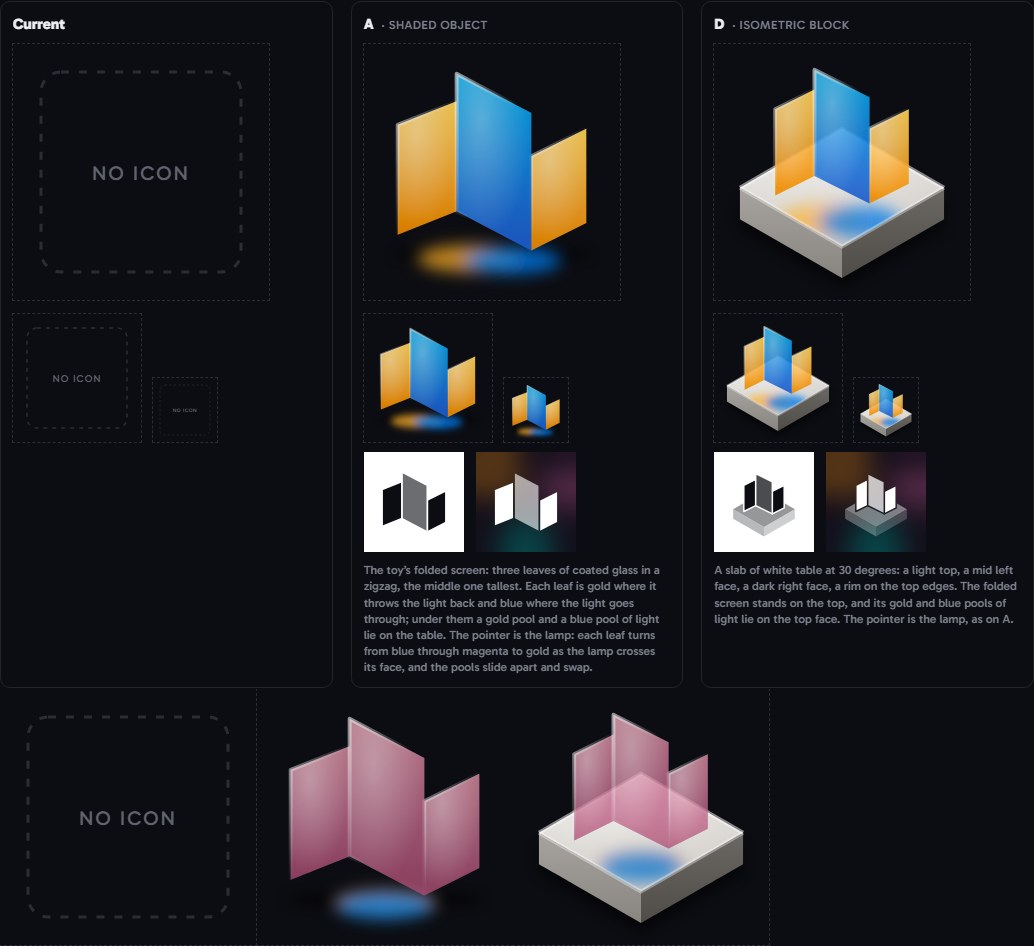 Current
NO ICON
NO ICON
NO ICON
A · SHADED OBJECT
The toy's folded screen: three leaves of coated glass in a
zigzag, the middle one tallest. Each leaf is gold where it
throws the light back and blue where the light goes
through; under them a gold pool and a blue pool of light
lie on the table. The pointer is the lamp: each leaf turns
from blue through magenta to gold as the lamp crosses
its face, and the pools slide apart and swap.
D · ISOMETRIC BLOCK
A slab of white table at 30 degrees: a light top, a mid left
face, a dark right face, a rim on the top edges. The folded
screen stands on the top, and its gold and blue pools of
light lie on the top face. The pointer is the lamp, as on A.
NO ICON